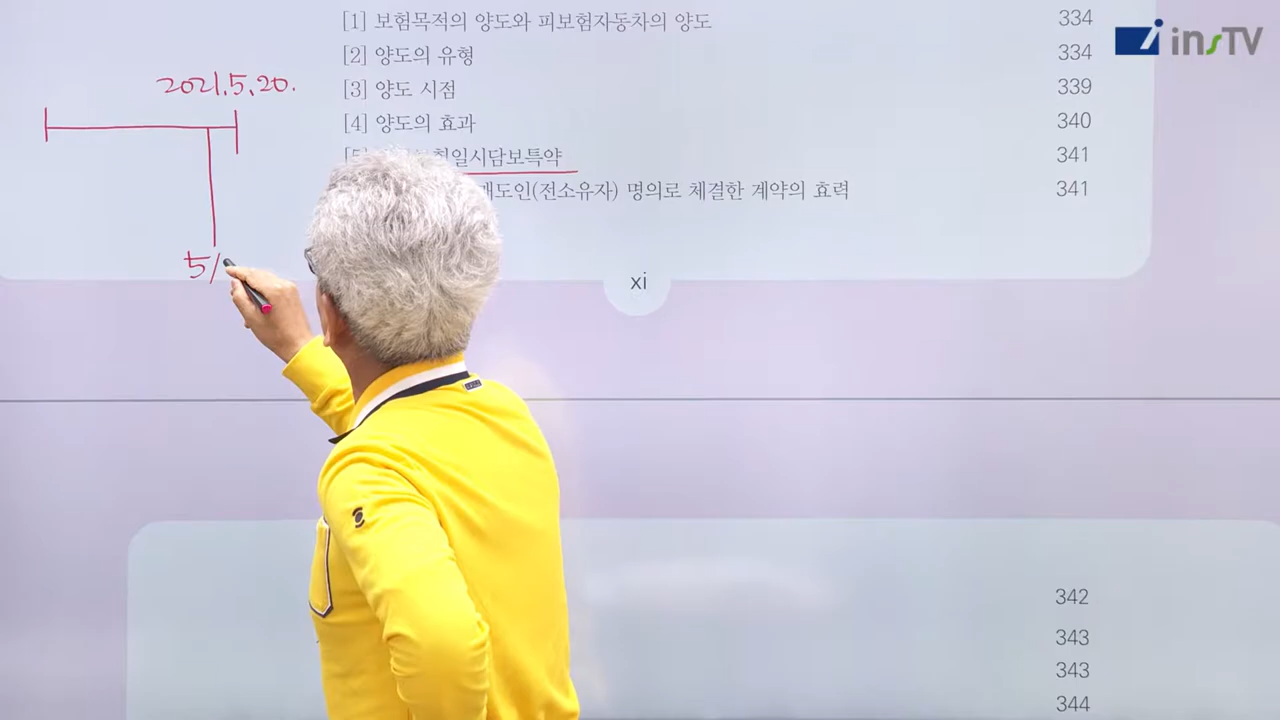 [1] 보험목적의 양도와 피보험자동차의 양도 334
insTV
[2] 양도의 유형 334
2021.5.20.
[3] 양도 시점 339
[4] 양도의 효과 340
일시담보특약 341
매도인(전소유자) 명의로 체결한 계약의 효력 341
5/
xi
342
343
343
344